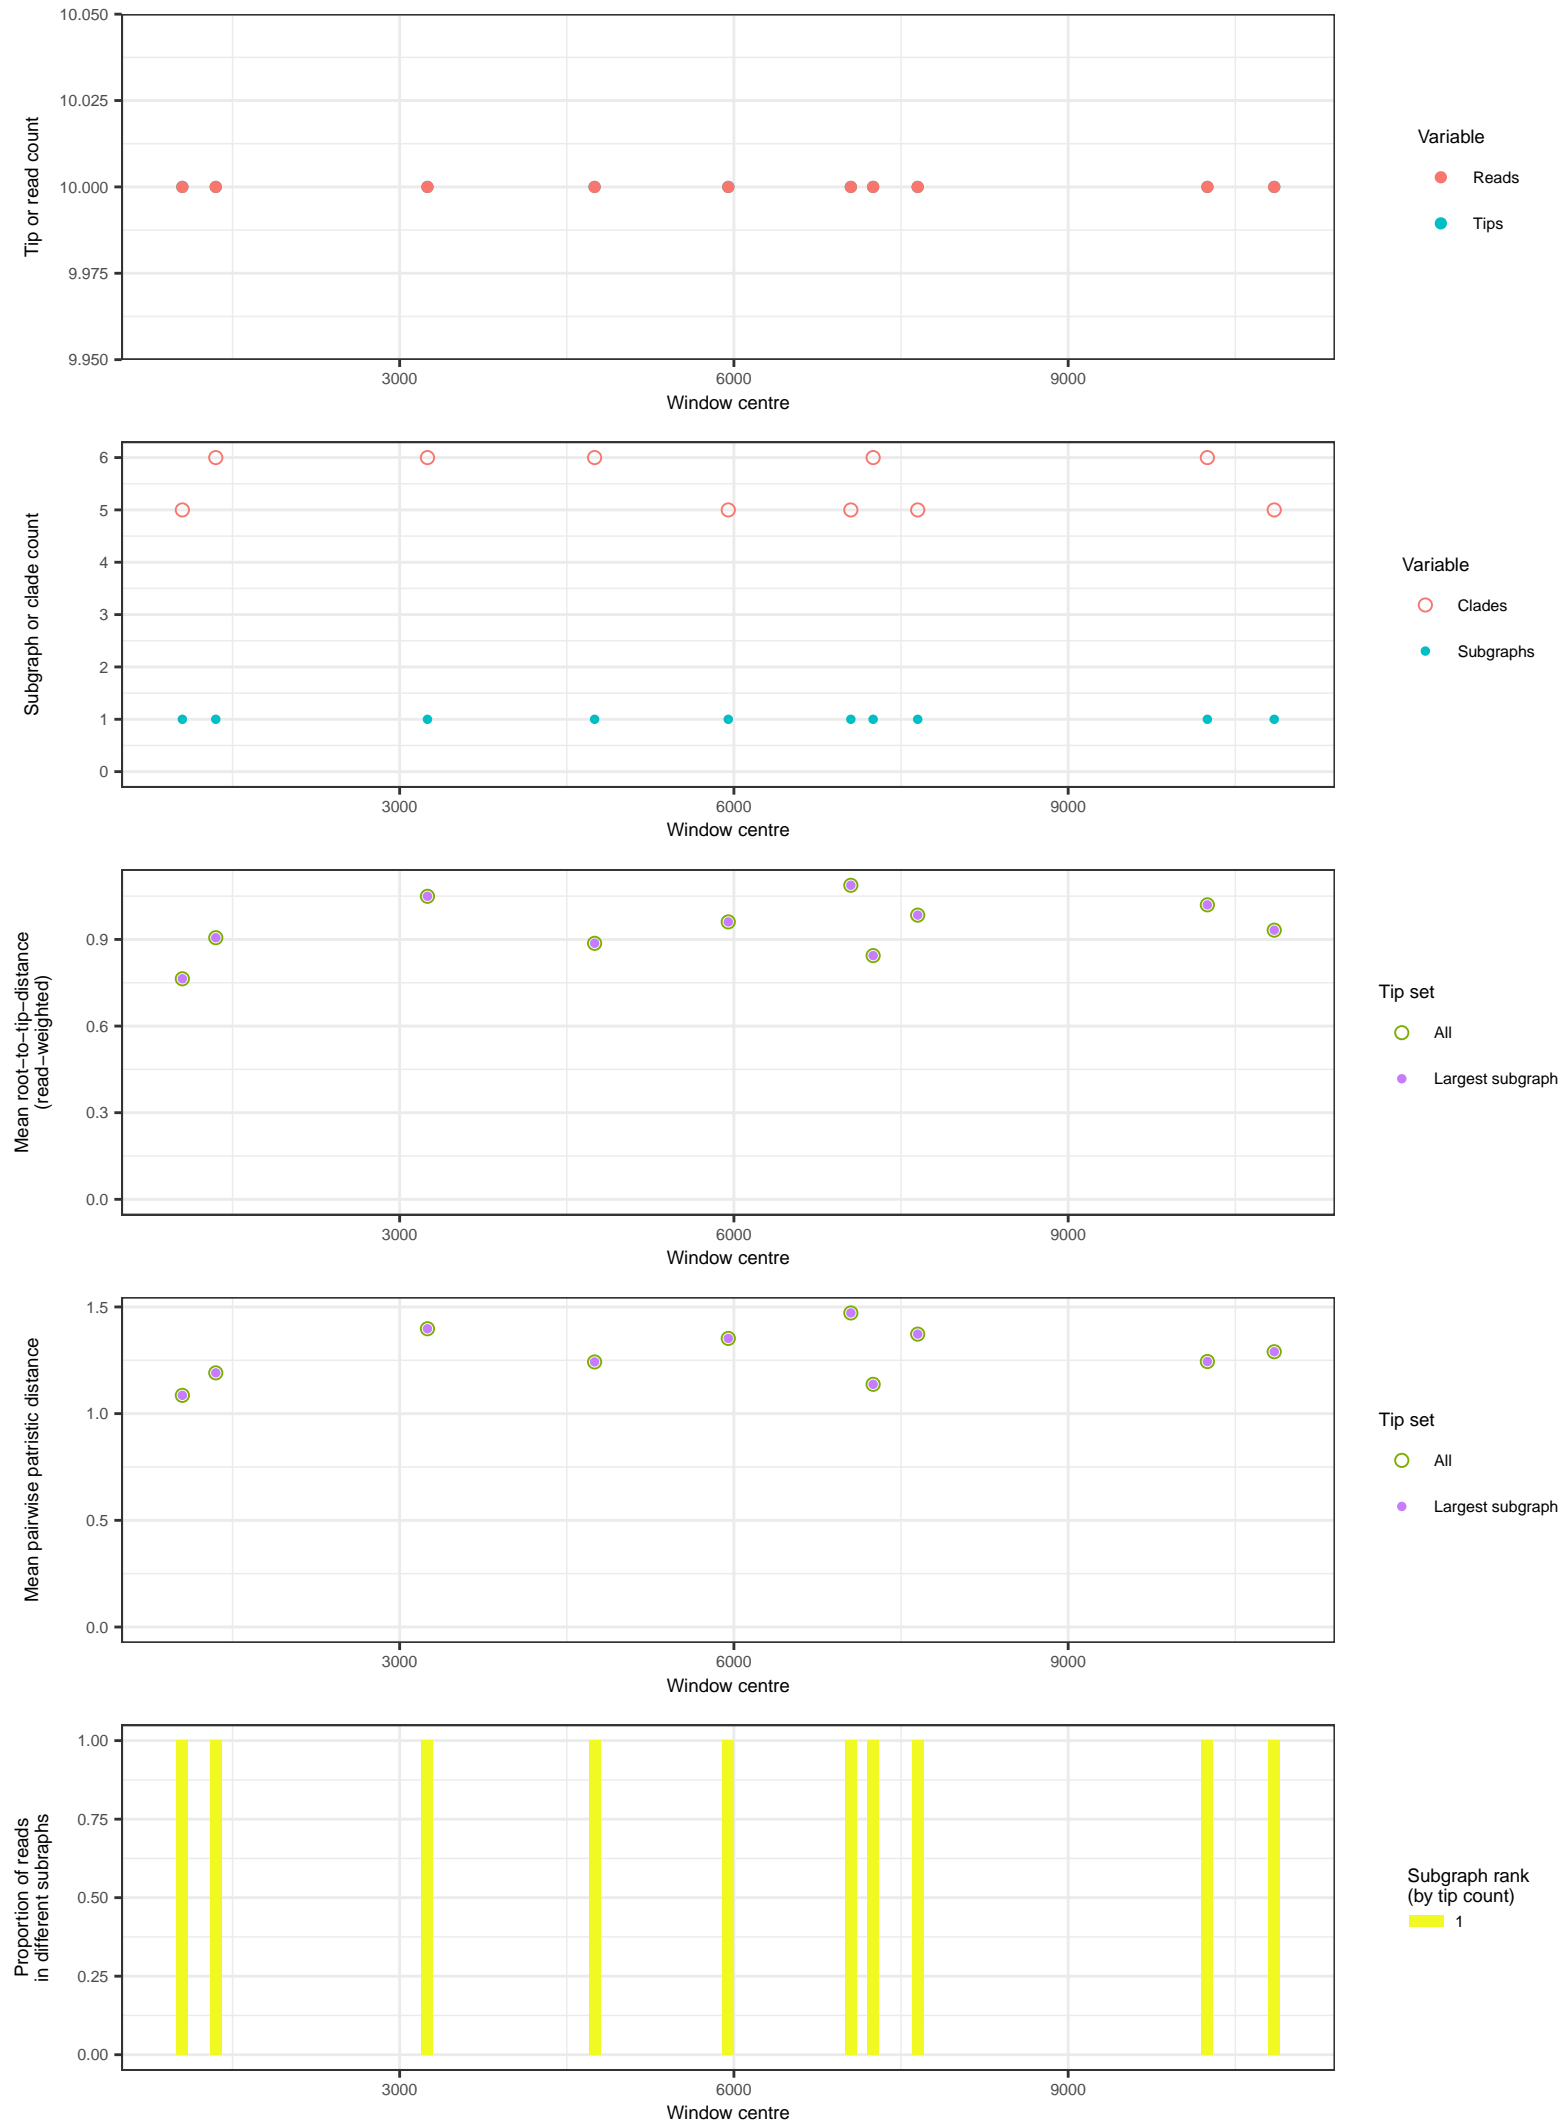 10.050
10.025
10.000
9.975
9.950
Tip or read count
3000
6000
9000
Window centre
Variable
Reads
Tips
6
5
4
3
2
1
0
Subgraph or clade count
3000
6000
9000
Window centre
Variable
Clades
Subgraphs
0.9
0.6
0.3
0.0
Mean root−to−tip−distance
(read−weighted)
3000
6000
9000
Window centre
Tip set
All
Largest subgraph
1.5
1.0
0.5
0.0
Mean pairwise patristic distance
3000
6000
9000
Window centre
Tip set
All
Largest subgraph
1.00
0.75
0.50
0.25
0.00
Proportion of reads
in different subraphs
3000
6000
9000
Window centre
Subgraph rank
(by tip count)
1